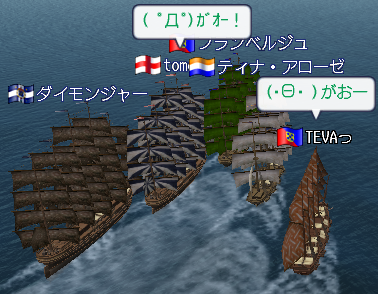 ( ﾟДﾟ)ｶﾞｵｰ！
フランベルジュ
tom
ティナ・アローゼ
ダイモンジャー
(・Θ・)がおー
TEVAっ